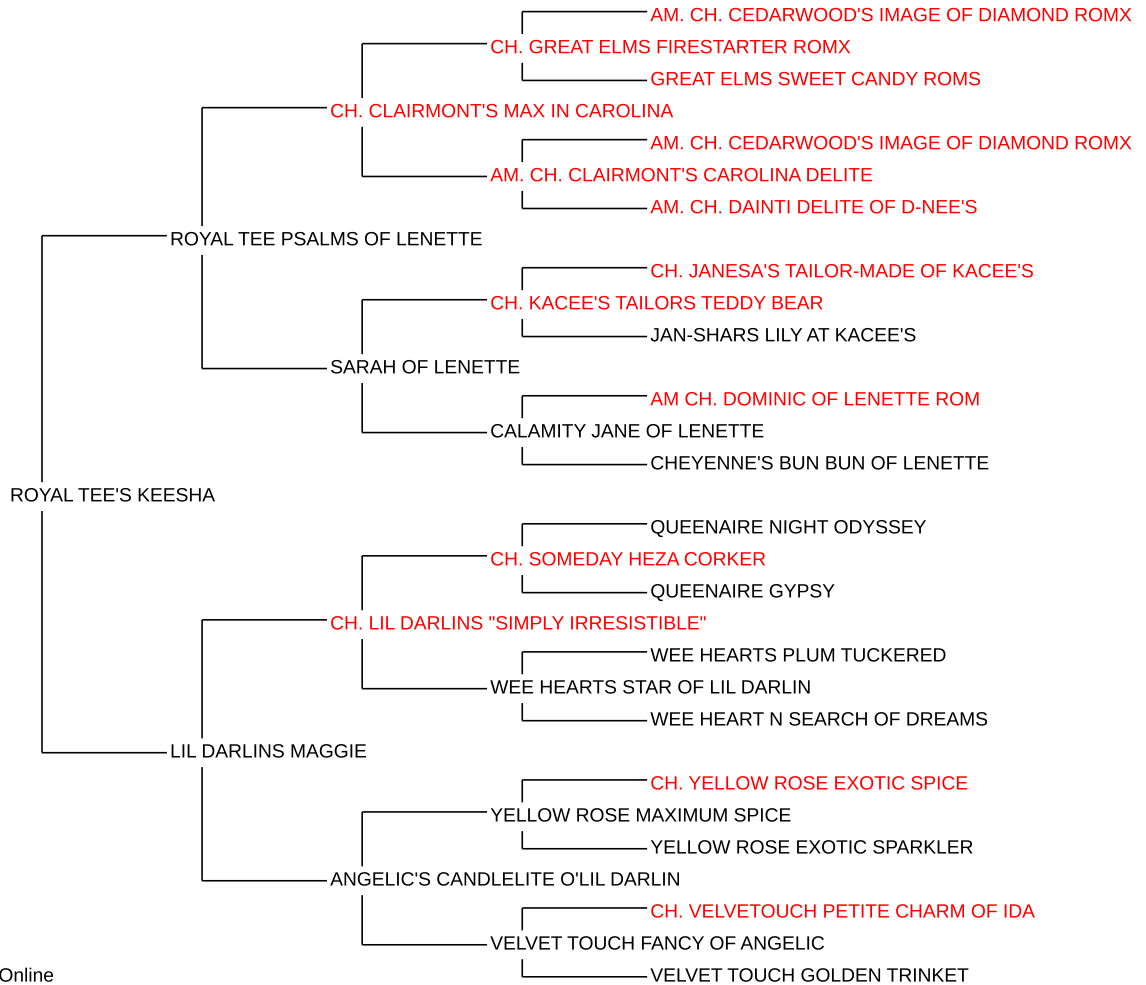 AM. CH. CEDARWOOD'S IMAGE OF DIAMOND ROMX
CH. GREAT ELMS FIRESTARTER ROMX
GREAT ELMS SWEET CANDY ROMS
CH. CLAIRMONT'S MAX IN CAROLINA
AM. CH. CEDARWOOD'S IMAGE OF DIAMOND ROMX
AM. CH. CLAIRMONT'S CAROLINA DELITE
AM. CH. DAINTI DELITE OF D-NEE'S
ROYAL TEE PSALMS OF LENETTE
CH. JANESA'S TAILOR-MADE OF KACEE'S
CH. KACEE'S TAILORS TEDDY BEAR
JAN-SHARS LILY AT KACEE'S
SARAH OF LENETTE
AM CH. DOMINIC OF LENETTE ROM
CALAMITY JANE OF LENETTE
CHEYENNE'S BUN BUN OF LENETTE
ROYAL TEE'S KEESHA
QUEENAIRE NIGHT ODYSSEY
CH. SOMEDAY HEZA CORKER
QUEENAIRE GYPSY
CH. LIL DARLINS "SIMPLY IRRESISTIBLE"
WEE HEARTS PLUM TUCKERED
WEE HEARTS STAR OF LIL DARLIN
WEE HEART N SEARCH OF DREAMS
LIL DARLINS MAGGIE
CH. YELLOW ROSE EXOTIC SPICE
YELLOW ROSE MAXIMUM SPICE
YELLOW ROSE EXOTIC SPARKLER
ANGELIC'S CANDLELITE O'LIL DARLIN
CH. VELVETOUCH PETITE CHARM OF IDA
VELVET TOUCH FANCY OF ANGELIC
VELVET TOUCH GOLDEN TRINKET
Online